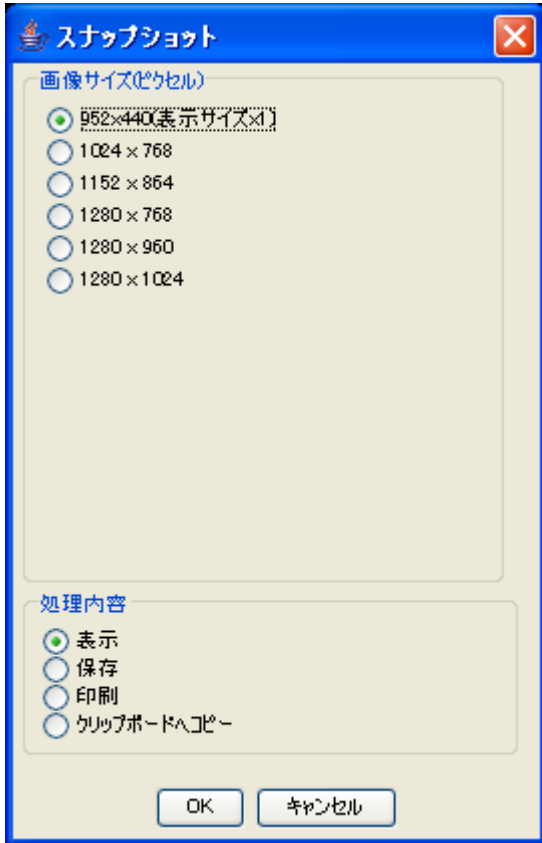 スナップショット
画像サイズ(ピクセル)
952x440(表示サイズx1)
1024 x 768
1152 x 864
1280 x 768
1280 x 960
1280 x 1024
処理内容
表示
保存
印刷
クリップボードへコピー
OK キャンセル